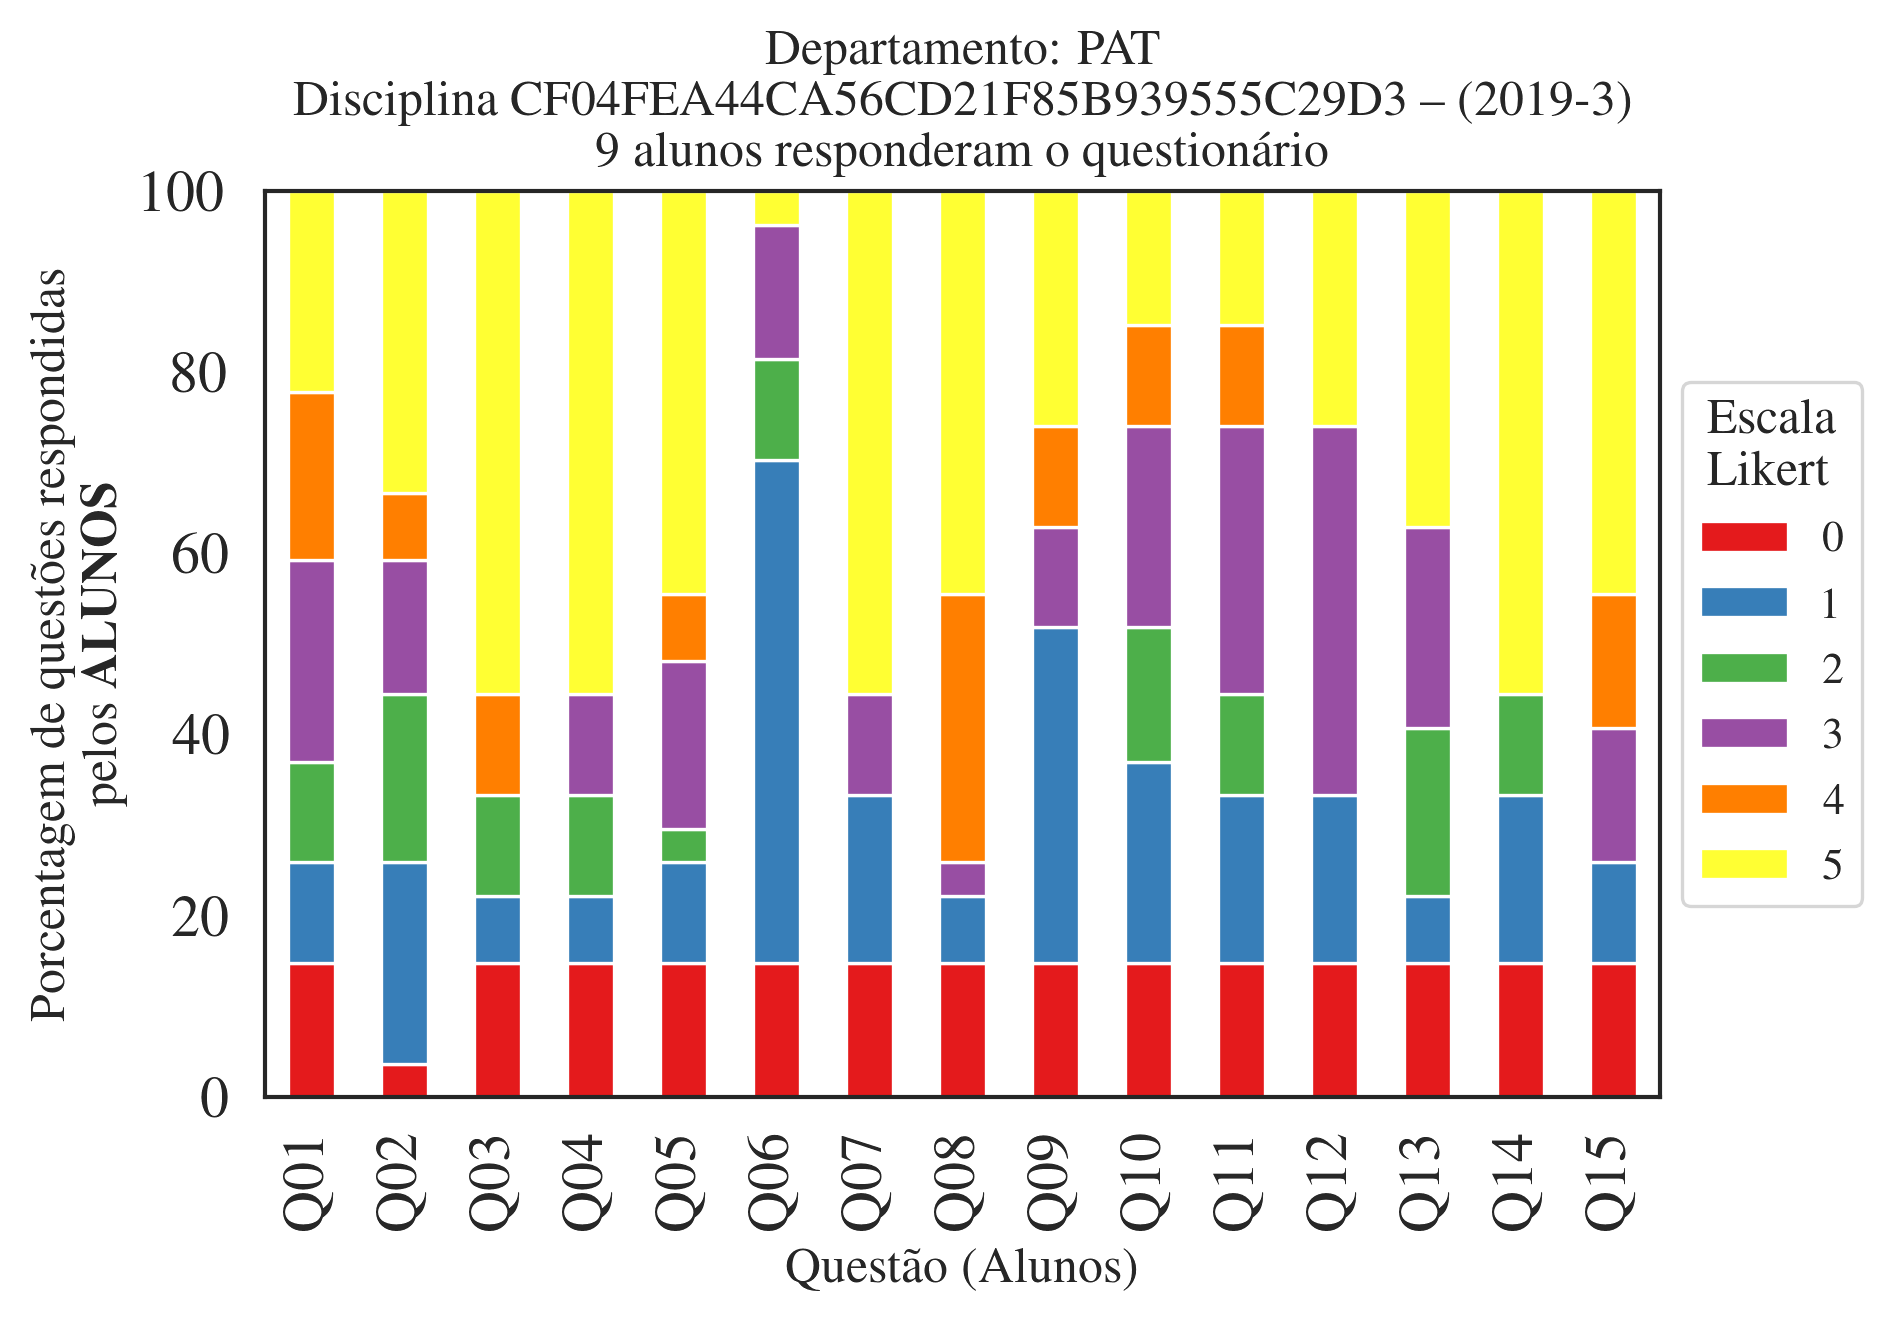 Departamento: PAT
Disciplina CF04FEA44CA56CD21F85B939555C29D3 – (2019-3)
9 alunos responderam o questionário
Porcentagem de questões respondidas
pelos ALUNOS
100
80
60
40
20
0
Q01
Q02
Q03
Q04
Q05
Q06
Q07
Q08
Q09
Q10
Q11
Q12
Q13
Q14
Q15
Questão (Alunos)
Escala
Likert
0
1
2
3
4
5